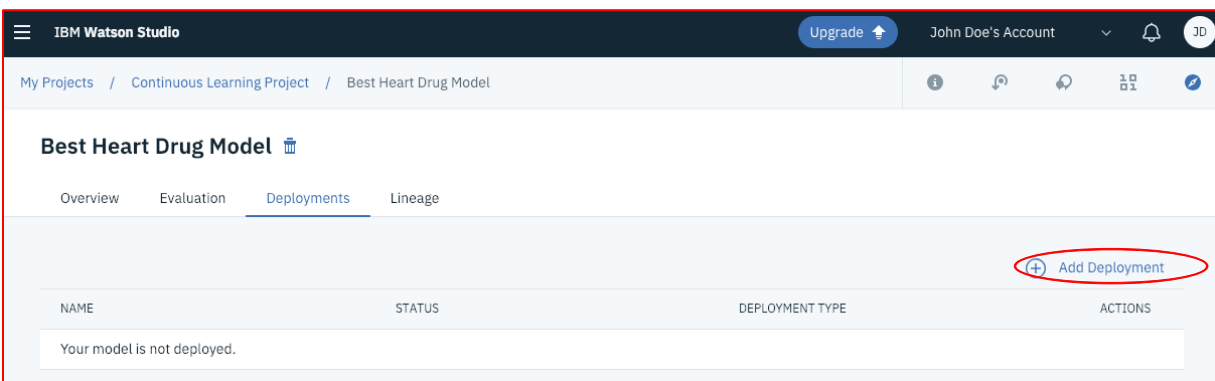 IBM Watson Studio Upgrade John Doe's Account JD
My Projects / Continuous Learning Project / Best Heart Drug Model
Best Heart Drug Model
Overview Evaluation Deployments Lineage
Add Deployment
NAME STATUS DEPLOYMENT TYPE ACTIONS
Your model is not deployed.